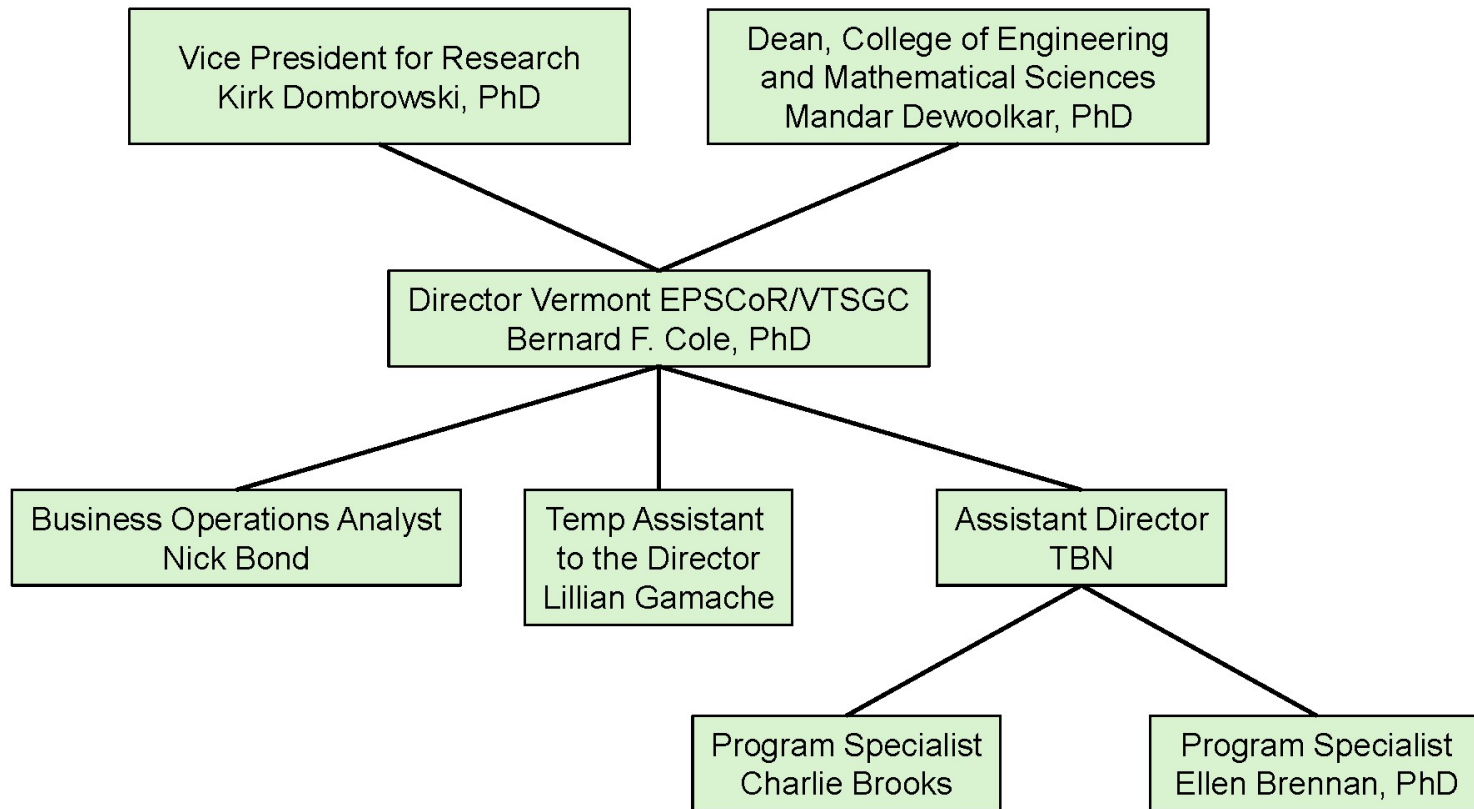 Vice President for Research
Kirk Dombrowski, PhD
Dean, College of Engineering
and Mathematical Sciences
Mandar Dewoolkar, PhD
Director Vermont EPSCoR/VTSGC
Bernard F. Cole, PhD
Business Operations Analyst
Nick Bond
Temp Assistant
to the Director
Lillian Gamache
Assistant Director
TBN
Program Specialist
Charlie Brooks
Program Specialist
Ellen Brennan, PhD